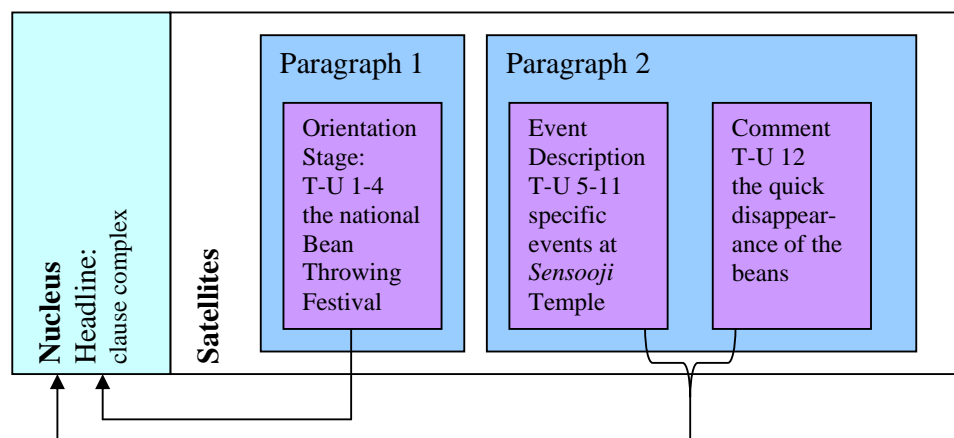 Nucleus
Headline:
clause complex
Satellites
Paragraph 1
Orientation
Stage:
T-U 1-4
the national
Bean
Throwing
Festival
Paragraph 2
Event
Description
T-U 5-11
specific
events at
Sensooji
Temple
Comment
T-U 12
the quick
disappear-
ance of the
beans